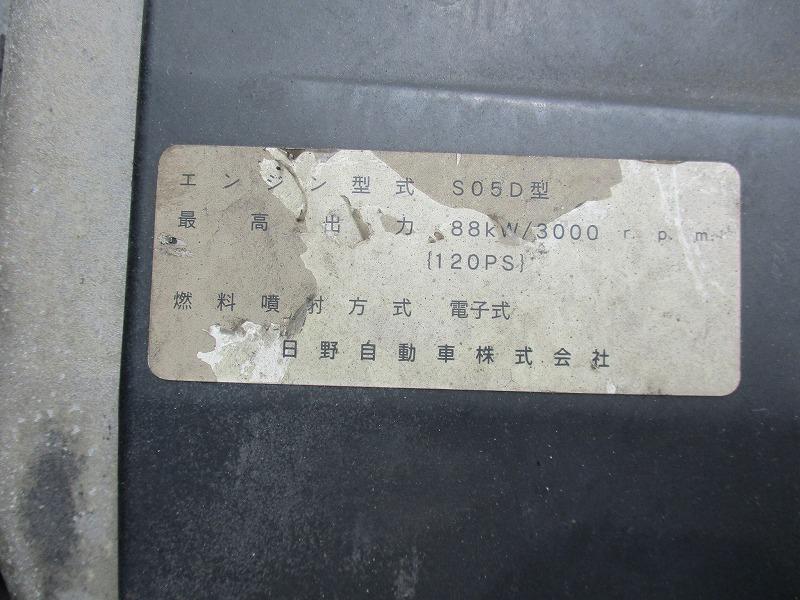 エンジン型式 S05D型
最高出力 88kW/3000 r.p.m.
{120PS}
燃料噴射方式 電子式
日野自動車株式会社